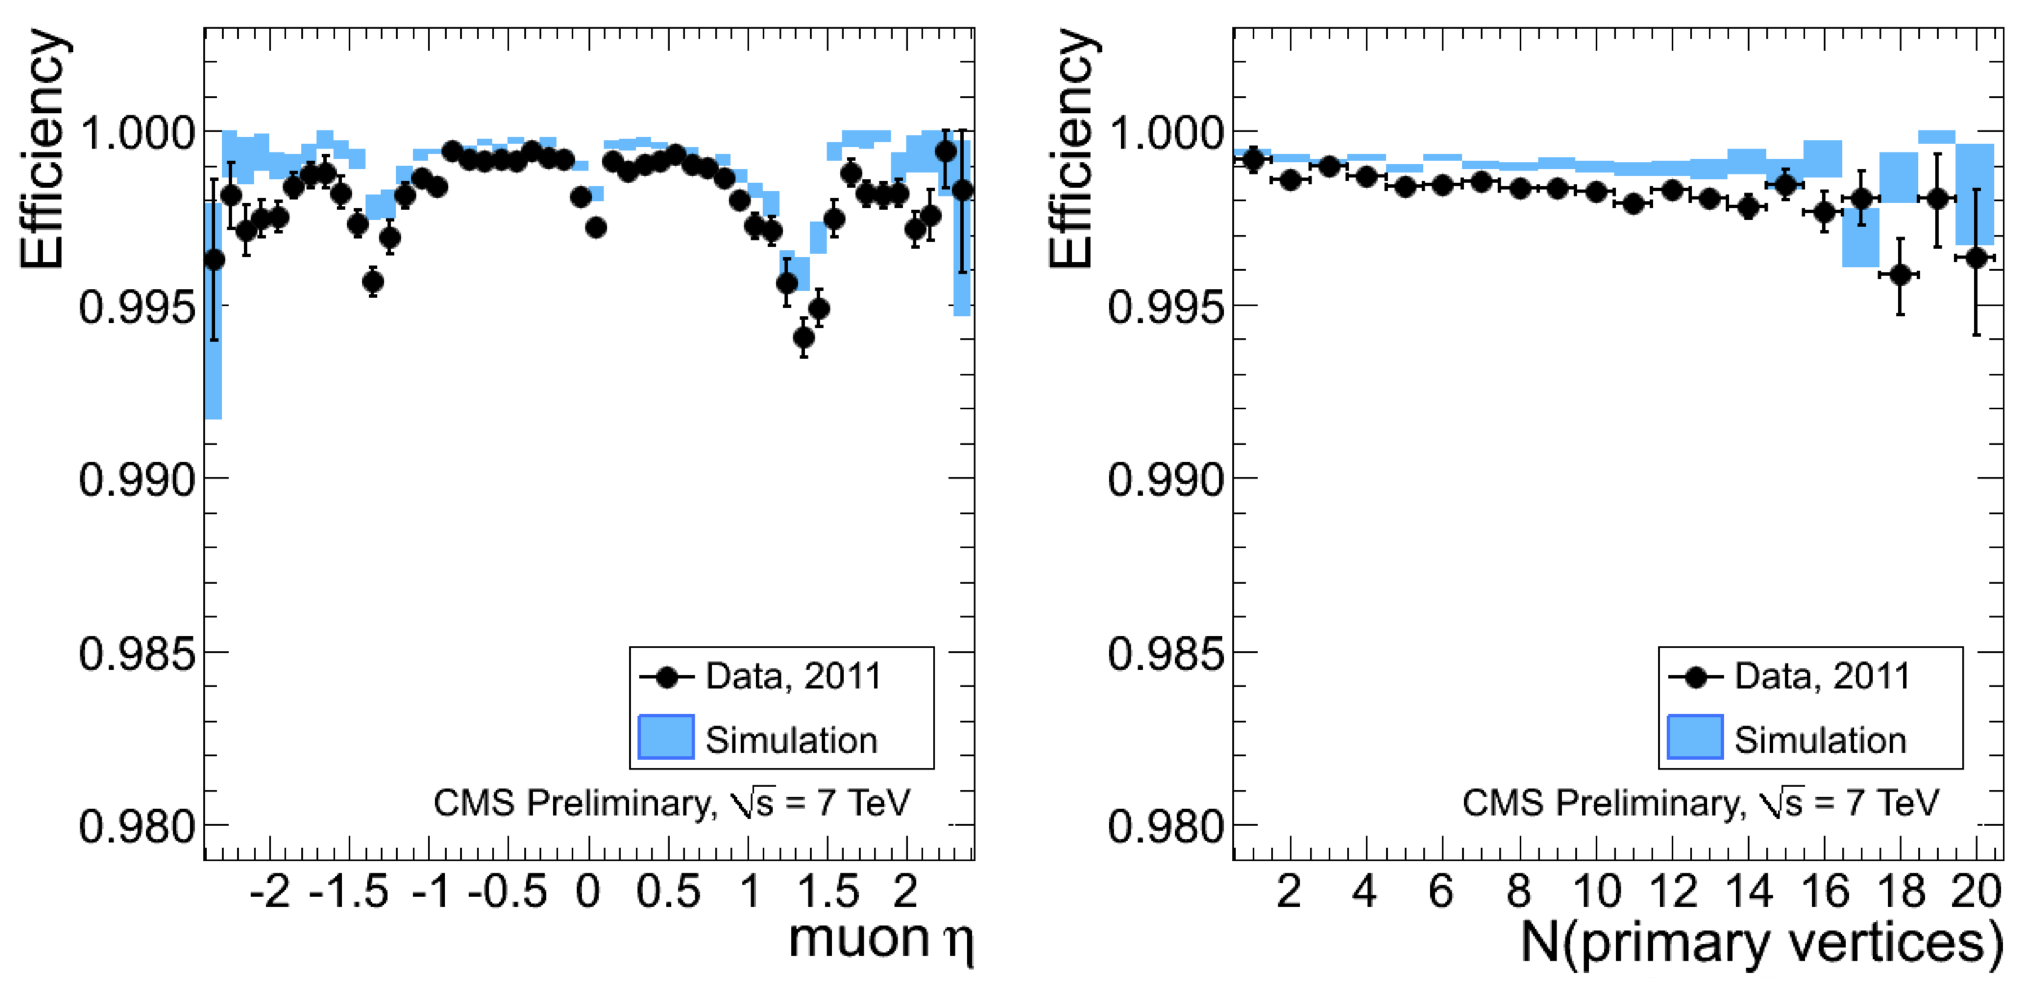 Efficiency
1.000
0.995
0.990
0.985
0.980
Data, 2011
Simulation
CMS Preliminary, √s = 7 TeV
-2 -1.5 -1 -0.5 0 0.5 1 1.5 2
muon η
Efficiency
1.000
0.995
0.990
0.985
0.980
Data, 2011
Simulation
CMS Preliminary, √s = 7 TeV
2 4 6 8 10 12 14 16 18 20
N(primary vertices)